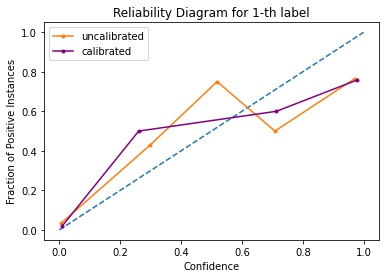 Reliability Diagram for 1-th label
uncalibrated
calibrated
Fraction of Positive Instances
1.0
0.8
0.6
0.4
0.2
0.0
0.0 0.2 0.4 0.6 0.8 1.0
Confidence